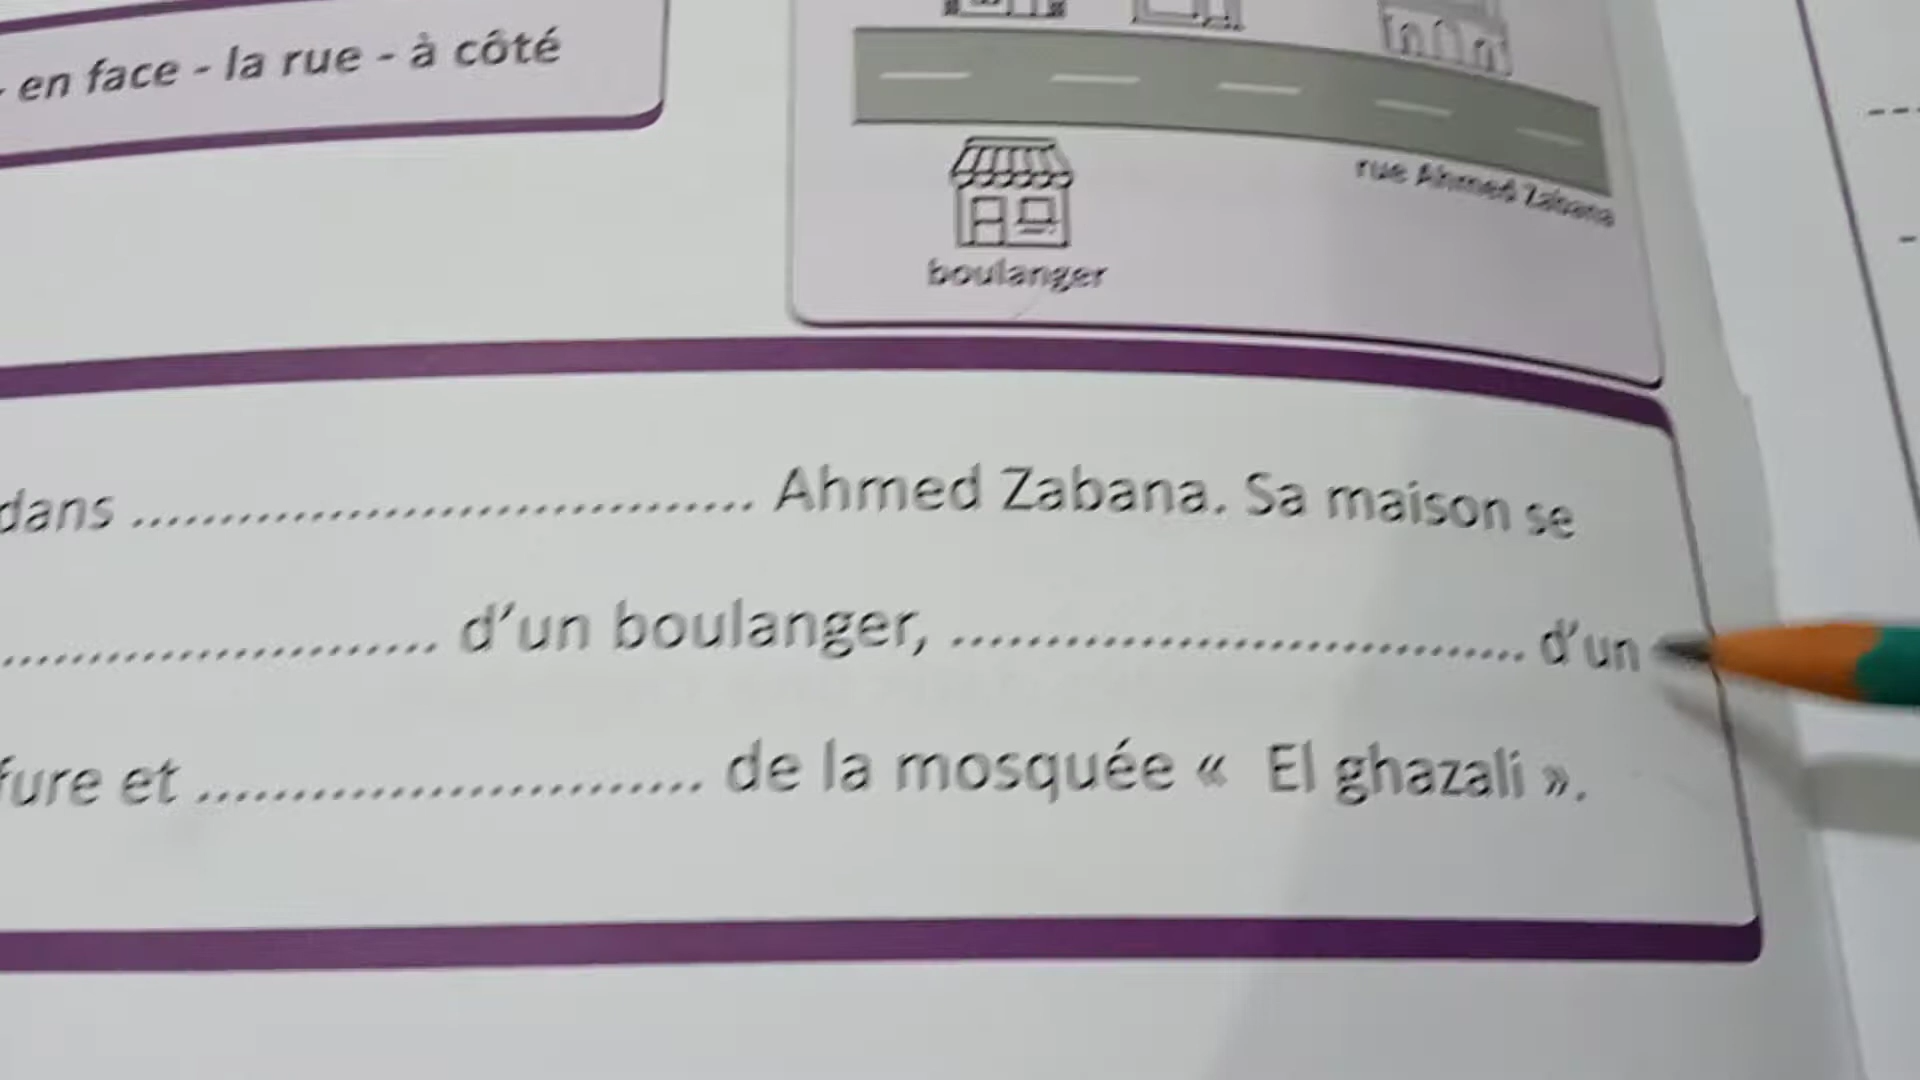 - en face - la rue - à côté
rue Ahmed Zabana
boulanger
dans .................................. Ahmed Zabana. Sa maison se
.............................. d’un boulanger, .................................. d’un
fure et .............................. de la mosquée « El ghazali ».